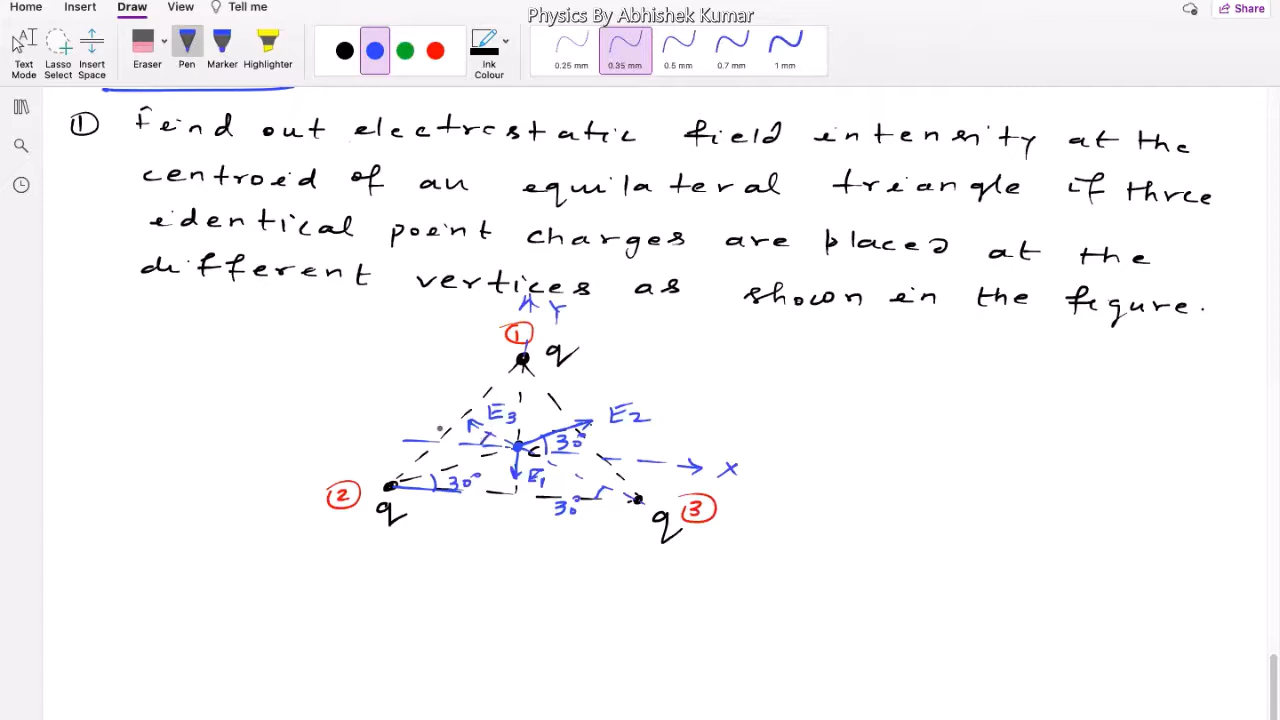 Home Insert Draw View Tell me
Physics By Abhishek Kumar
Share
Text Mode
Lasso Select
Insert Space
Eraser
Pen
Marker
Highlighter
Ink Colour
0.25 mm
0.35 mm
0.5 mm
0.7 mm
1 mm
① Feind out electrostatic field intensity at the
centroid of an equilateral triangle if three
identical point charges are placed at the
different vertices as shown in the figure.
Y
① q
E3 E2
30°
C
X
E1
② 30° 30° ③
q q